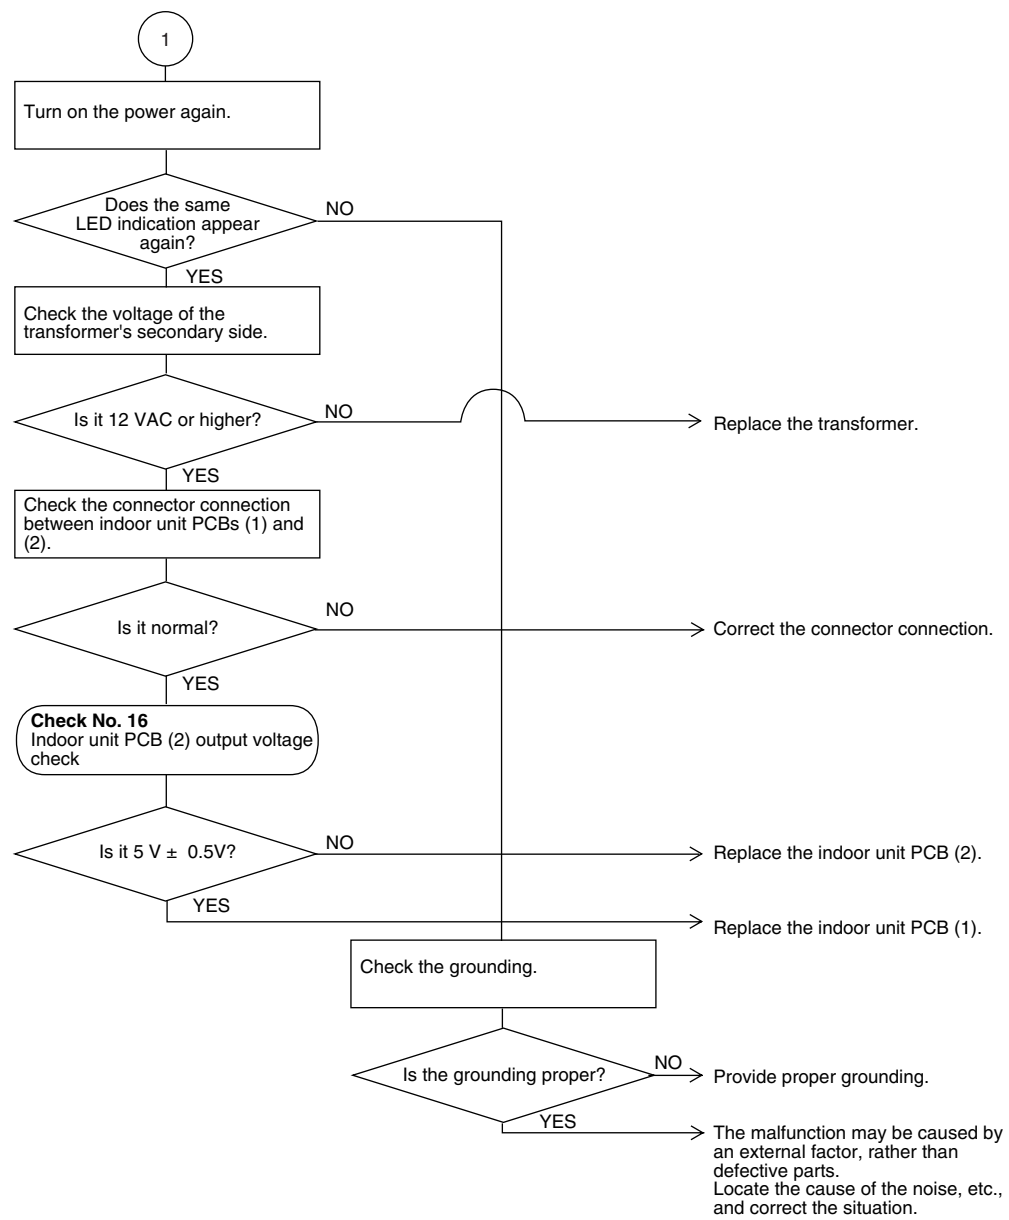 1
Turn on the power again.
Does the same
LED indication appear
again?
NO
YES
Check the voltage of the
transformer's secondary side.
Is it 12 VAC or higher?
NO
Replace the transformer.
YES
Check the connector connection
between indoor unit PCBs (1) and
(2).
Is it normal?
NO
Correct the connector connection.
YES
Check No. 16
Indoor unit PCB (2) output voltage
check
Is it 5 V ± 0.5V?
NO
Replace the indoor unit PCB (2).
YES
Replace the indoor unit PCB (1).
Check the grounding.
Is the grounding proper?
NO
Provide proper grounding.
YES
The malfunction may be caused by
an external factor, rather than
defective parts.
Locate the cause of the noise, etc.,
and correct the situation.